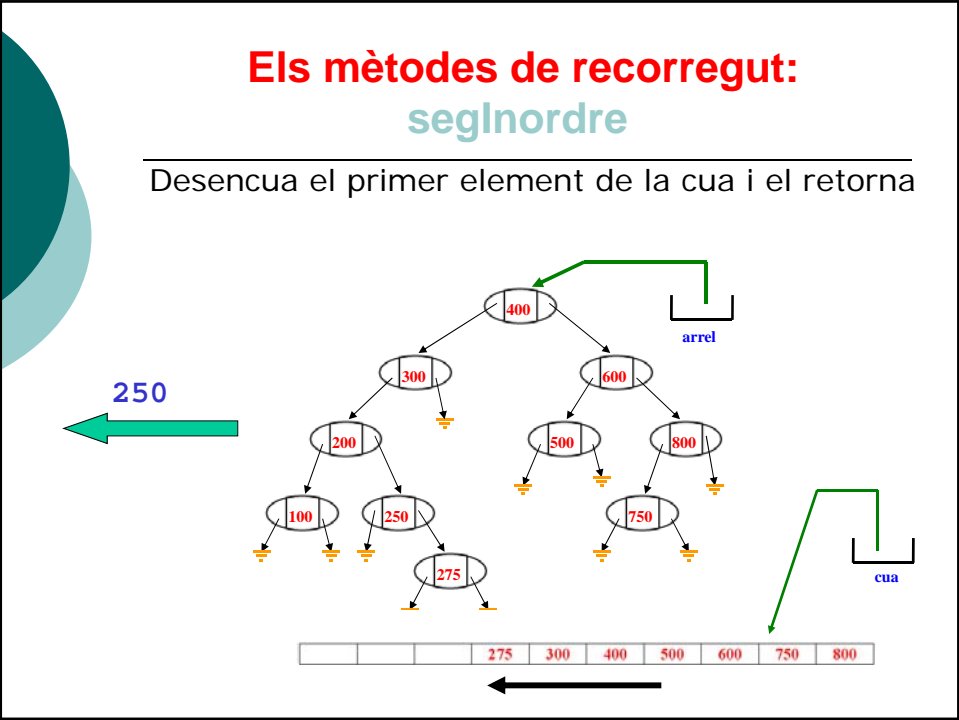 Els mètodes de recorregut:
segInordre
Desencua el primer element de la cua i el retorna
400
arrel
300
600
250
200
500
800
100
250
750
275
cua
275 300 400 500 600 750 800